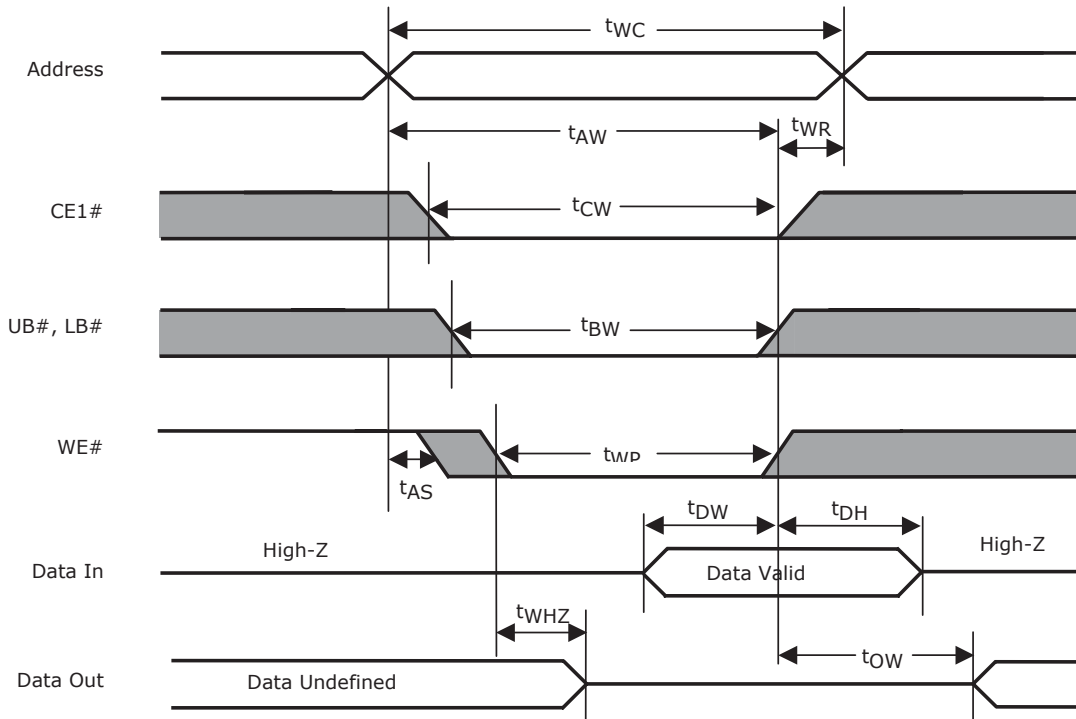 tWC
Address
tAW
tWR
CE1#
tCW
UB#, LB#
tBW
WE#
tWP
tAS
tDW
tDH
High-Z
High-Z
Data In
Data Valid
tWHZ
tOW
Data Out
Data Undefined